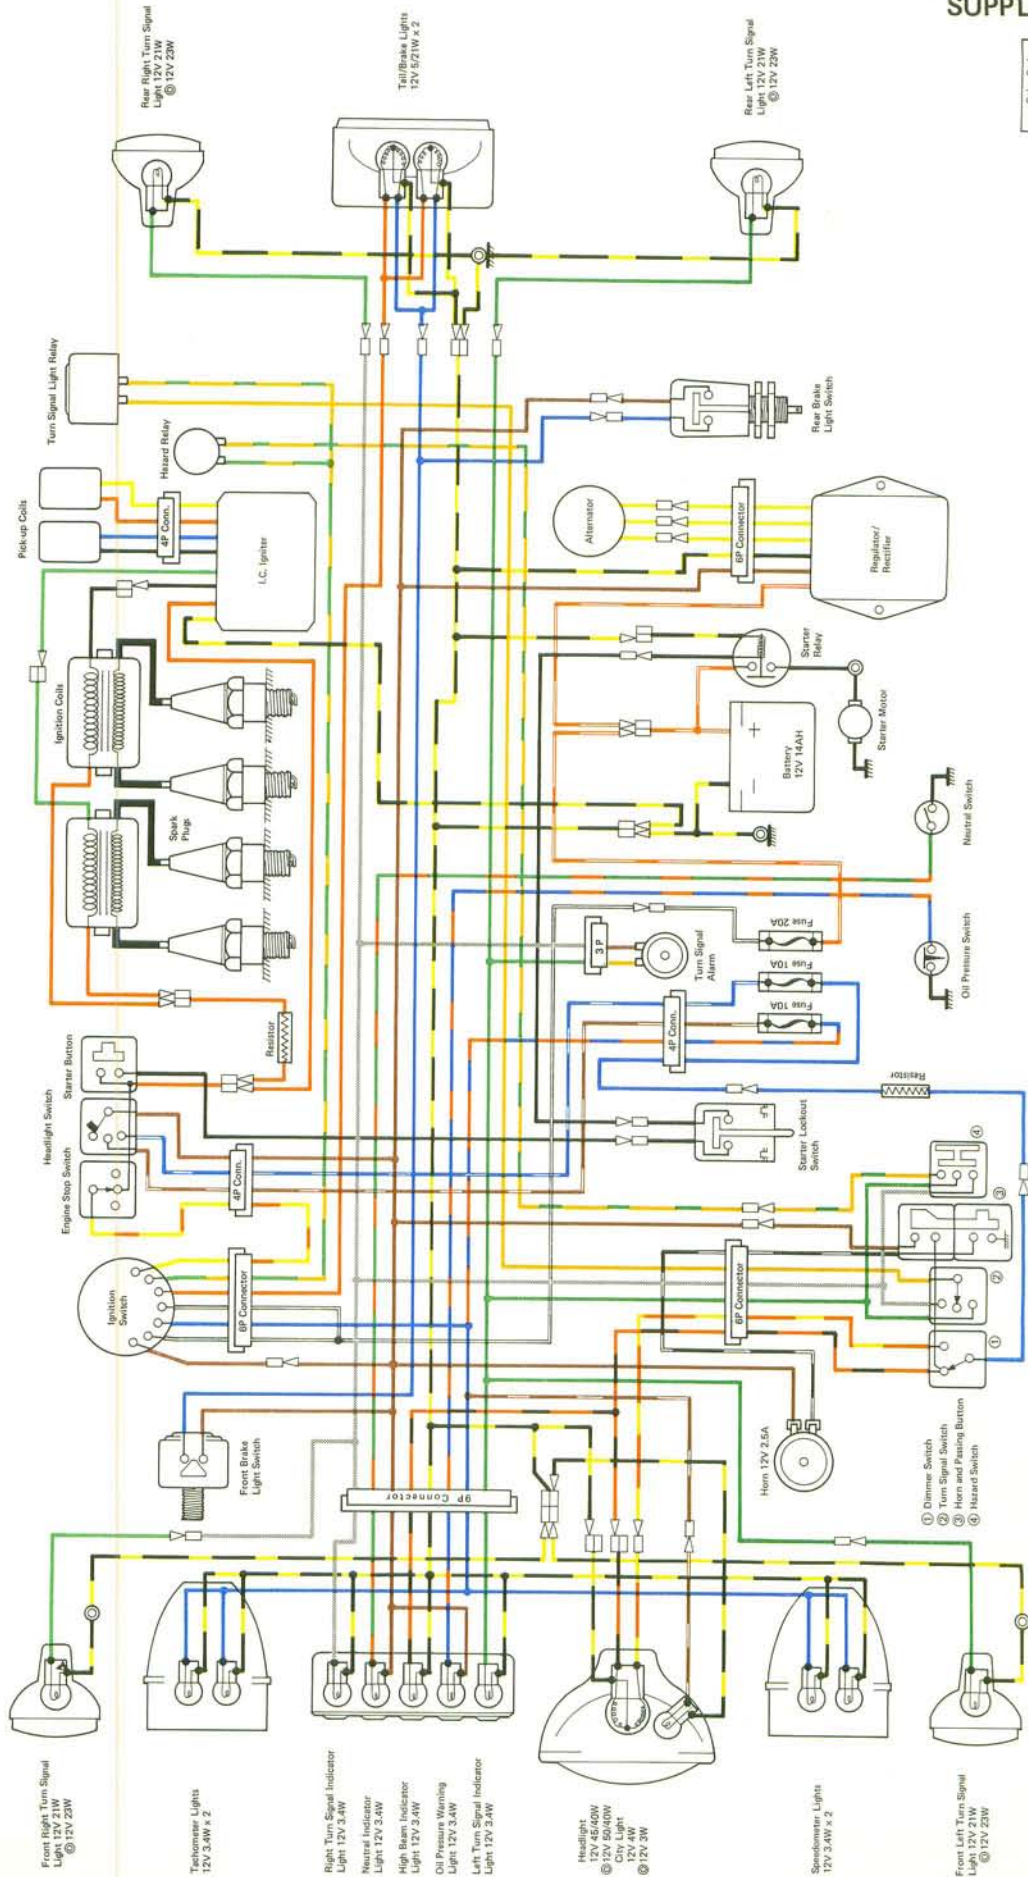 SUPPL
Rear Right Turn Signal
Light 12V 21W
Ⓒ 12V 23W
Tail/Brake Lights
12V 5/21W x 2
Rear Left Turn Signal
Light 12V 21W
Ⓒ 12V 23W
Turn Signal Light Relay
Hazard Relay
Pick-up Coils
4P Conn.
I.C. Igniter
Rear Brake
Light Switch
Alternator
6P Connector
Regulator/
Rectifier
Ignition Coils
Spark
Plugs
Starter
Relay
Battery
12V 14AH
Starter Motor
Neutral Switch
Oil Pressure Switch
3 P
Turn Signal
Alarm
Fuse 20A
Fuse 10A
Fuse 10A
4P Conn.
Resistor
Starter Button
Headlight Switch
Engine Stop Switch
4P Conn.
Resistor
Starter Lockout
Switch
Ignition
Switch
6P Connector
6P Connector
④
③
②
①
Front Brake
Light Switch
9P Connector
Horn 12V 2.5A
① Dimmer Switch
② Turn Signal Switch
③ Horn and Passing Button
④ Hazard Switch
Front Right Turn Signal
Light 12V 21W
Ⓒ 12V 23W
Tachometer Lights
12V 3.4W x 2
Right Turn Signal Indicator
Light 12V 3.4W
Neutral Indicator
Light 12V 3.4W
High Beam Indicator
Light 12V 3.4W
Oil Pressure Warning
Light 12V 3.4W
Left Turn Signal Indicator
Light 12V 3.4W
Headlight
12V 45/40W
Ⓒ 12V 50/40W
City Light
12V 4W
Ⓒ 12V 3W
Speedometer Lights
12V 3.4W x 2
Front Left Turn Signal
Light 12V 21W
Ⓒ 12V 23W